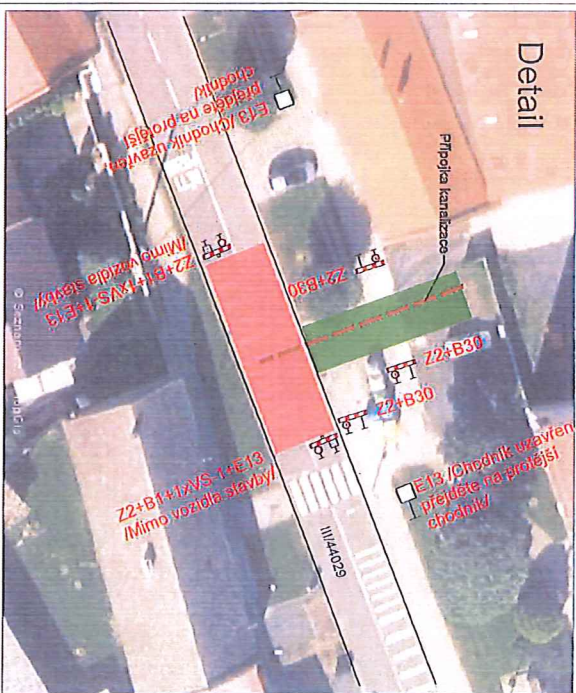 Detail
Přípojka kanalizace
E13 /Chodník uzavřen,
přejděte na protější
chodník/
Z2+B1+1xVS-1+E13
/Mimo vozidla stavby/
Z2+B30
Z2+B30
Z2+B30
E13 /Chodník uzavřen
přejděte na protější
chodník/
Z2+B1+1xVS-1+E13
/Mimo vozidla stavby/
III/44029